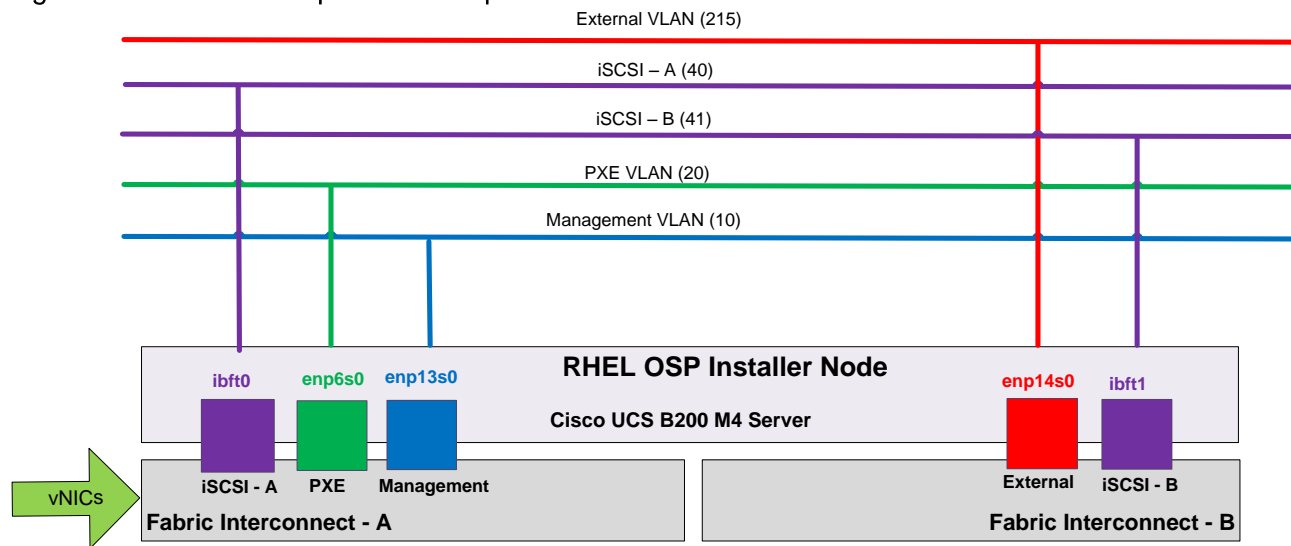 External VLAN (215)
iSCSI – A (40)
iSCSI – B (41)
PXE VLAN (20)
Management VLAN (10)
RHEL OSP Installer Node
ibft0
enp6s0
enp13s0
enp14s0
ibft1
Cisco UCS B200 M4 Server
iSCSI - A
PXE
Management
External
iSCSI - B
vNICs
Fabric Interconnect - A
Fabric Interconnect - B